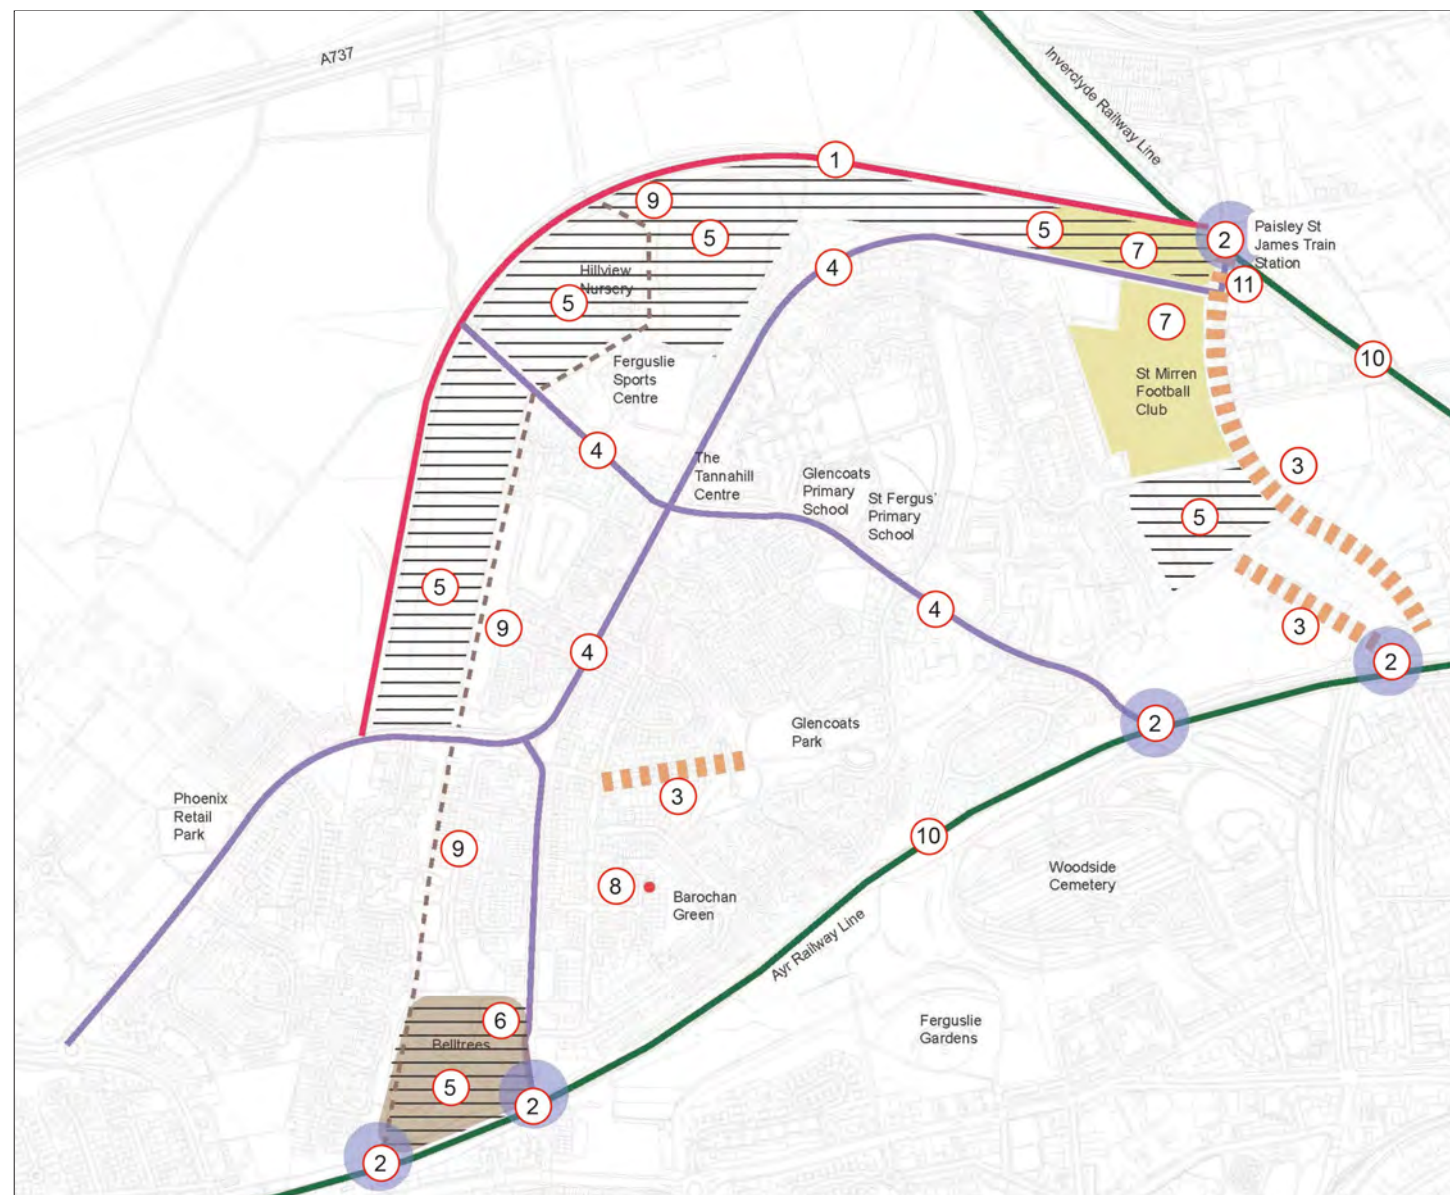 A737
Inverclyde Railway Line
1
9
5
5
7
2
Paisley St
James Train
Station
4
11
Hillview
Nursery
5
7
10
Ferguslie
Sports
Centre
St Mirren
Football
Club
4
The
Tannahill
Centre
Glencoats
Primary
School
St Fergus'
Primary
School
3
5
5
9
4
4
3
2
2
Glencoats
Park
3
Phoenix
Retail
Park
9
10
8
Barochan
Green
Woodside
Cemetery
Ayr Railway Line
6
Belltrees
Ferguslie
Gardens
5
2
2